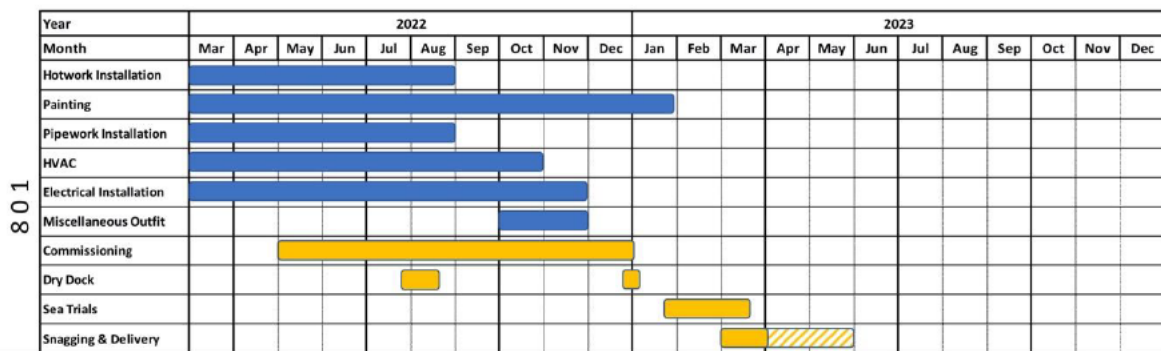 Year 2022 2023
Month Mar Apr May Jun Jul Aug Sep Oct Nov Dec Jan Feb Mar Apr May Jun Jul Aug Sep Oct Nov Dec
Hotwork Installation
Painting
Pipework Installation
HVAC
Electrical Installation
Miscellaneous Outfit
Commissioning
Dry Dock
Sea Trials
Snagging & Delivery
801